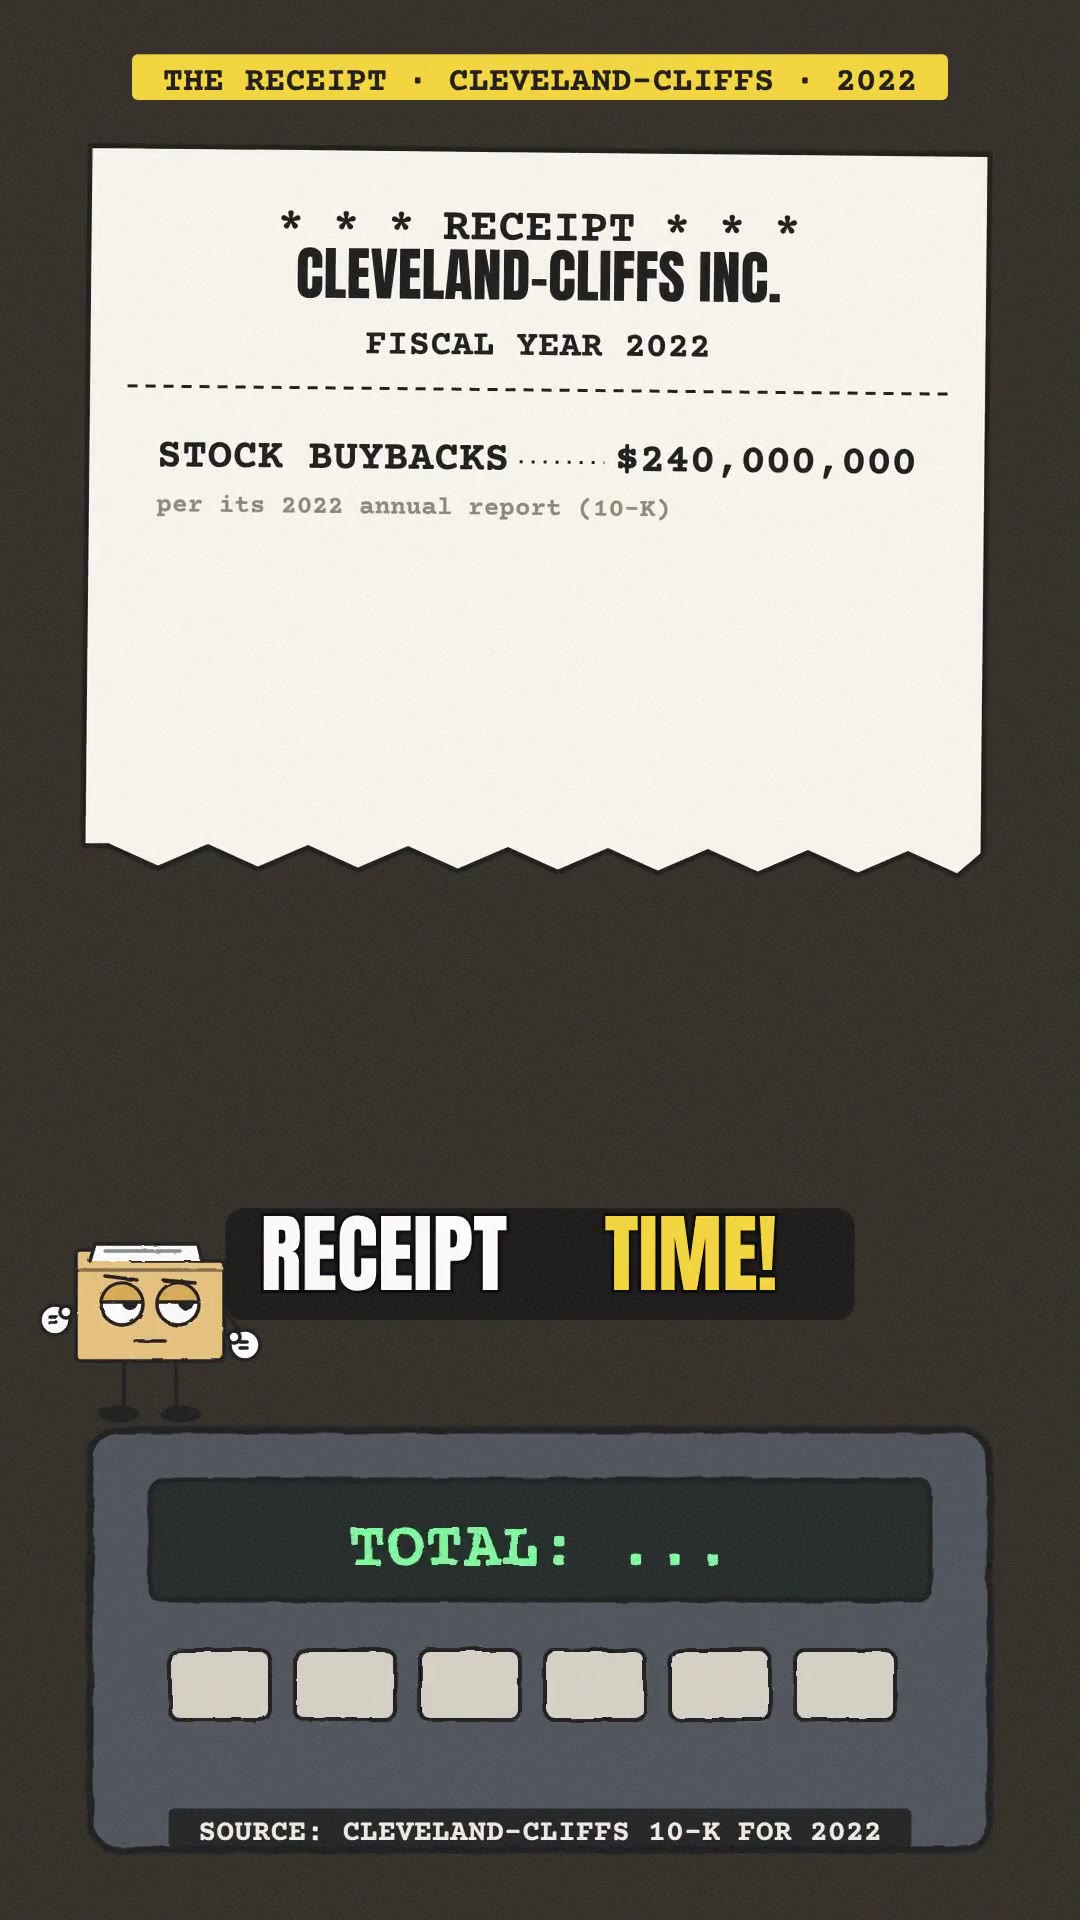 THE RECEIPT · CLEVELAND-CLIFFS · 2022
* * * RECEIPT * * *
CLEVELAND-CLIFFS INC.
FISCAL YEAR 2022
STOCK BUYBACKS ........ $240,000,000
per its 2022 annual report (10-K)
RECEIPT TIME!
TOTAL: ...
SOURCE: CLEVELAND-CLIFFS 10-K FOR 2022